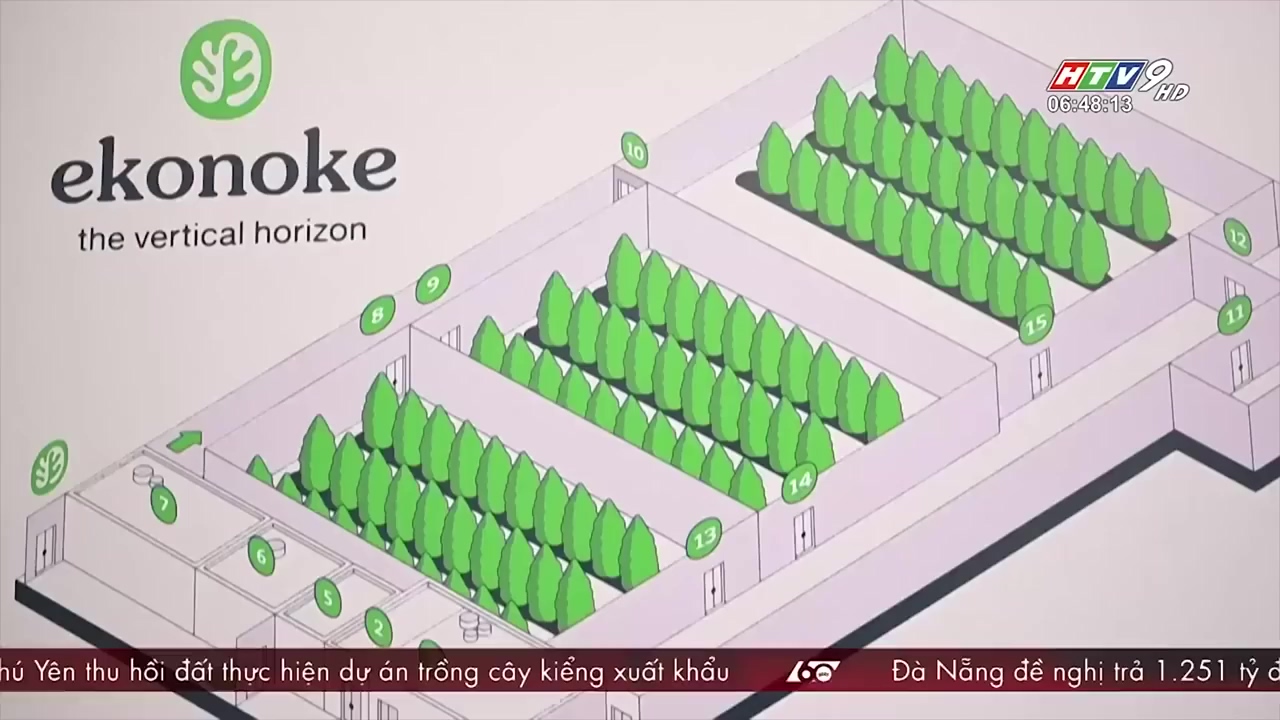 ekonoke
the vertical horizon
HTV9 HD
06:48:13
10
12
9
8
11
15
14
7
13
6
5
2
Yên thu hồi đất thực hiện dự án trồng cây kiểng xuất khẩu
60 giây
Đà Nẵng đề nghị trả 1.251 tỷ